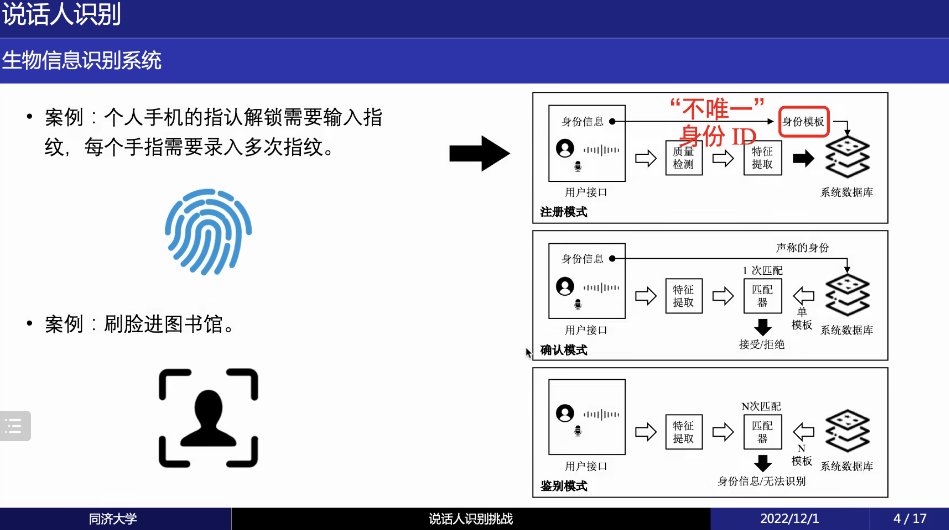 说话人识别
生物信息识别系统
• 案例：个人手机的指认解锁需要输入指
纹，每个手指需要录入多次指纹。
• 案例：刷脸进图书馆。
“不唯一”
身份 ID
身份信息
身份模板
质量
检测
特征
提取
用户接口
系统数据库
注册模式
声称的身份
身份信息
1 次匹配
特征
提取
匹配
器
单
模板
用户接口
系统数据库
接受/拒绝
确认模式
N次匹配
特征
提取
匹配
器
N
模板
用户接口
系统数据库
身份信息/无法识别
鉴别模式
同济大学
说话人识别挑战
2022/12/1
4 / 17